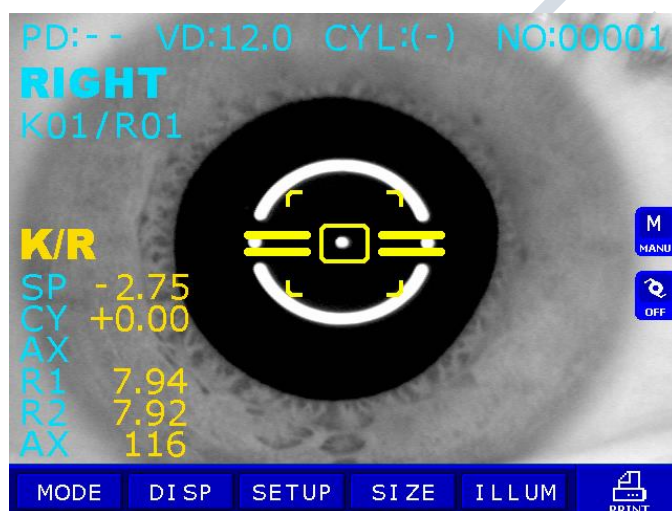 PD:-- VD:12.0 CYL:(-) NO:00001
RIGHT
K01/R01
M
MANU
K/R
OFF
SP -2.75
CY +0.00
AX
R1 7.94
R2 7.92
AX 116
MODE DISP SETUP SIZE ILLUM PRINT